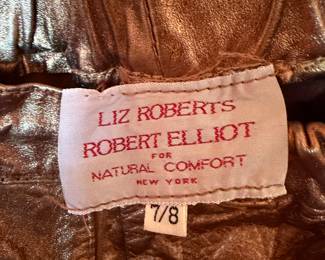 LIZ ROBERTS
ROBERT ELLIOT
FOR
NATURAL COMFORT
NEW YORK
7/8